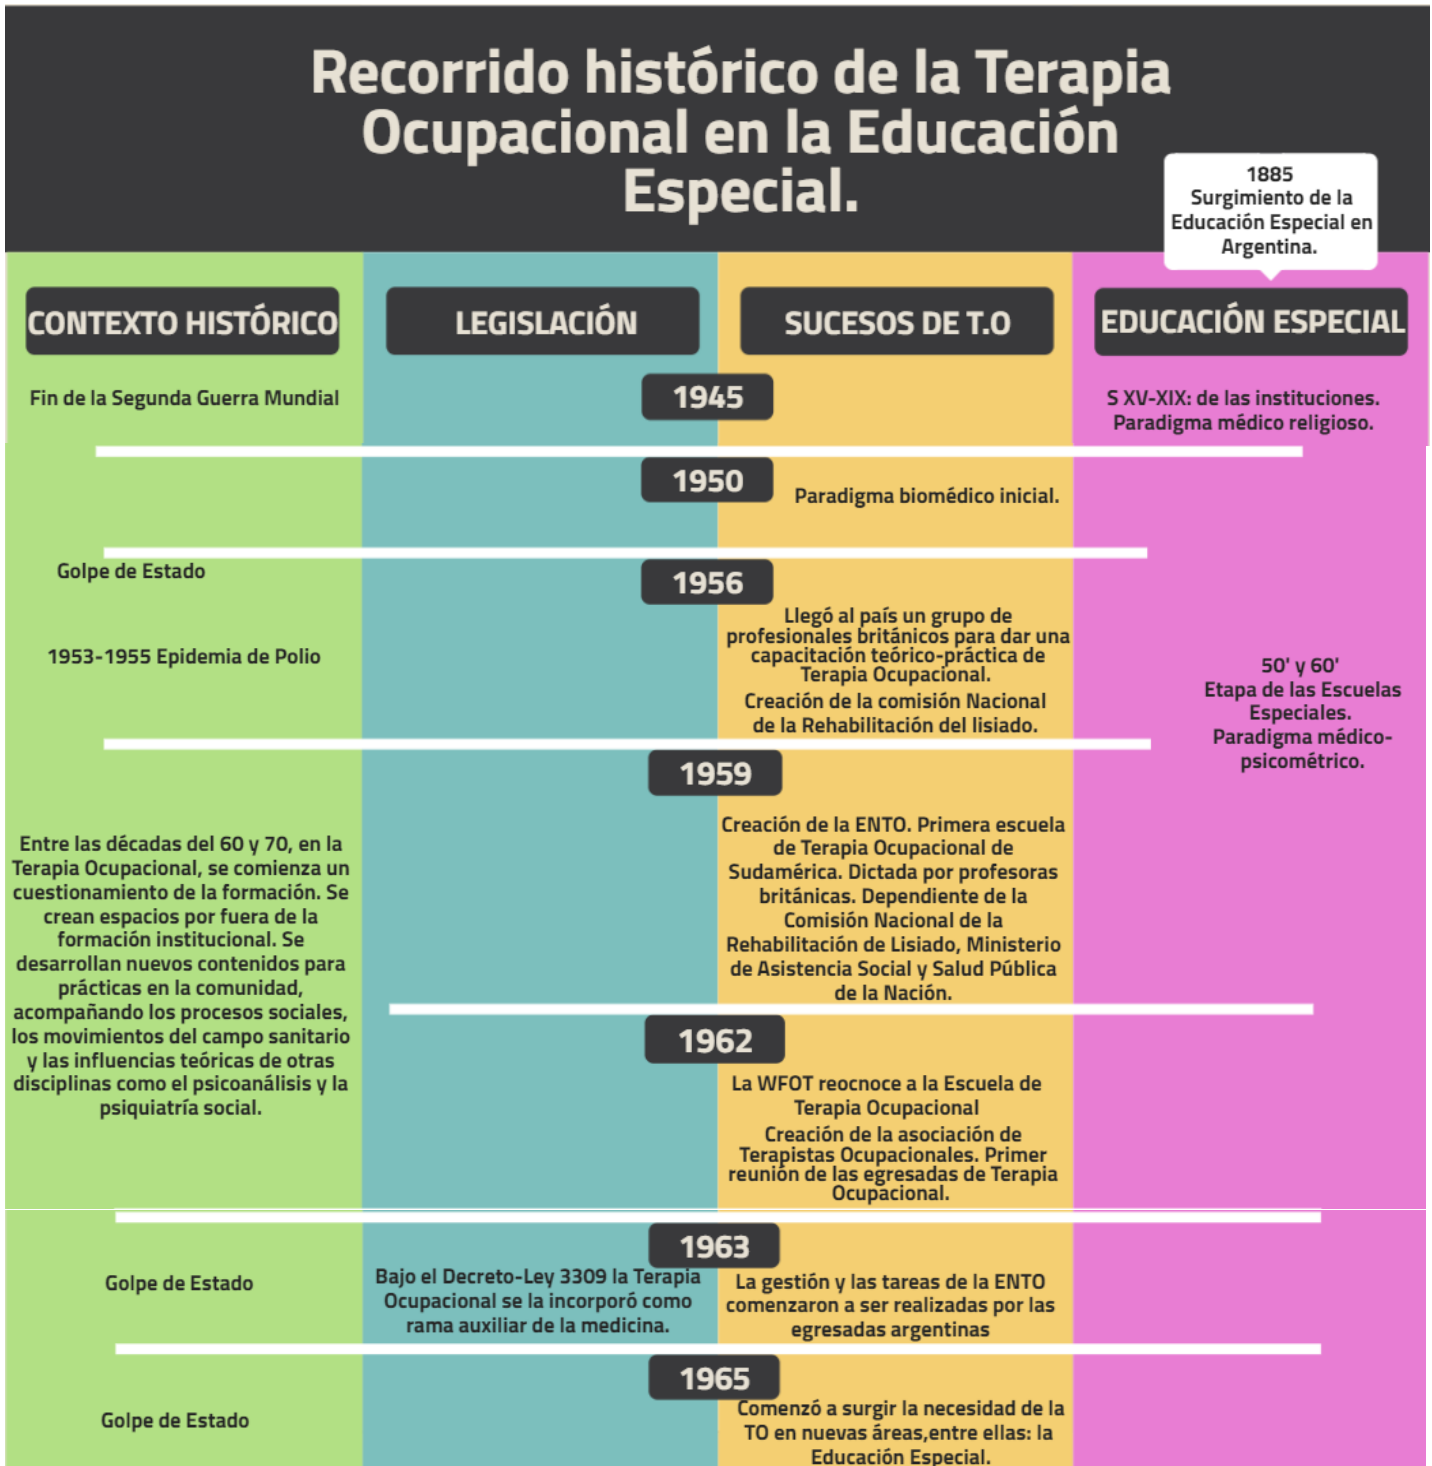 Recorrido histórico de la Terapia
Ocupacional en la Educación
Especial.
1885
Surgimiento de la
Educación Especial en
Argentina.
CONTEXTO HISTÓRICO
LEGISLACIÓN
SUCESOS DE T.O
EDUCACIÓN ESPECIAL
1945
Fin de la Segunda Guerra Mundial
S XV-XIX: de las instituciones.
Paradigma médico religioso.
1950
Paradigma biomédico inicial.
1956
Golpe de Estado
1953-1955 Epidemia de Polio
Llegó al país un grupo de
profesionales británicos para dar una
capacitación teórico-práctica de
Terapia Ocupacional.
Creación de la comisión Nacional
de la Rehabilitación del lisiado.
50' y 60'
Etapa de las Escuelas
Especiales.
Paradigma médico-
psicométrico.
1959
Entre las décadas del 60 y 70, en la
Terapia Ocupacional, se comienza un
cuestionamiento de la formación. Se
crean espacios por fuera de la
formación institucional. Se
desarrollan nuevos contenidos para
prácticas en la comunidad,
acompañando los procesos sociales,
los movimientos del campo sanitario
y las influencias teóricas de otras
disciplinas como el psicoanálisis y la
psiquiatría social.
Creación de la ENTO. Primera escuela
de Terapia Ocupacional de
Sudamérica. Dictada por profesoras
británicas. Dependiente de la
Comisión Nacional de la
Rehabilitación de Lisiado, Ministerio
de Asistencia Social y Salud Pública
de la Nación.
1962
La WFOT reocnoce a la Escuela de
Terapia Ocupacional
Creación de la asociación de
Terapistas Ocupacionales. Primer
reunión de las egresadas de Terapia
Ocupacional.
1963
Golpe de Estado
Bajo el Decreto-Ley 3309 la Terapia
Ocupacional se la incorporó como
rama auxiliar de la medicina.
La gestión y las tareas de la ENTO
comenzaron a ser realizadas por las
egresadas argentinas
1965
Golpe de Estado
Comenzó a surgir la necesidad de la
TO en nuevas áreas,entre ellas: la
Educación Especial.